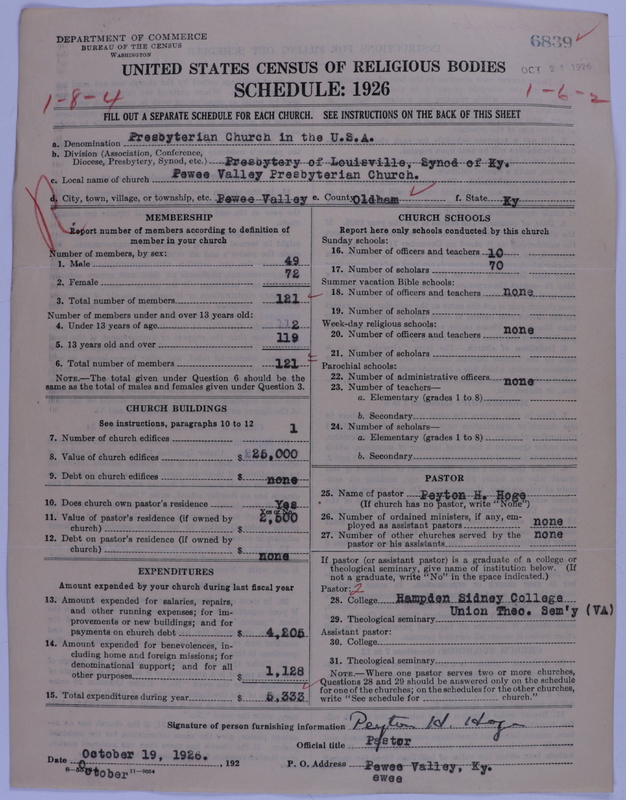 DEPARTMENT OF COMMERCE
BUREAU OF THE CENSUS
WASHINGTON
6839
OCT 21 1926
UNITED STATES CENSUS OF RELIGIOUS BODIES
SCHEDULE: 1926
1-8-4
1-6-2
FILL OUT A SEPARATE SCHEDULE FOR EACH CHURCH. SEE INSTRUCTIONS ON THE BACK OF THIS SHEET
a. Denomination Presbyterian Church in the U.S.A.
b. Division (Association, Conference,
Diocese, Presbytery, Synod, etc.) Presbytery of Louisville, Synod of Ky.
c. Local name of church Pewee Valley Presbyterian Church.
d. City, town, village, or township, etc. Pewee Valley e. County Oldham f. State Ky
MEMBERSHIP
Report number of members according to definition of
member in your church
Number of members, by sex:
1. Male 49
2. Female 72
3. Total number of members 121
Number of members under and over 13 years old:
4. Under 13 years of age 2
5. 13 years old and over 119
6. Total number of members 121
NOTE.—The total given under Question 6 should be the
same as the total of males and females given under Question 3.
CHURCH BUILDINGS
See instructions, paragraphs 10 to 12
7. Number of church edifices 1
8. Value of church edifices $ 25,000
9. Debt on church edifices $ none
10. Does church own pastor's residence Yes
Yes or No
11. Value of pastor's residence (if owned by
church) $ 2,500
12. Debt on pastor's residence (if owned by
church) $ none
EXPENDITURES
Amount expended by your church during last fiscal year
13. Amount expended for salaries, repairs,
and other running expenses; for im-
provements or new buildings; and for
payments on church debt $ 4,205
14. Amount expended for benevolences, in-
cluding home and foreign missions; for
denominational support; and for all
other purposes $ 1,128
15. Total expenditures during year $ 5,333
CHURCH SCHOOLS
Report here only schools conducted by this church
Sunday schools:
16. Number of officers and teachers 10
17. Number of scholars 70
Summer vacation Bible schools:
18. Number of officers and teachers none
19. Number of scholars
Week-day religious schools:
20. Number of officers and teachers none
21. Number of scholars
Parochial schools:
22. Number of administrative officers none
23. Number of teachers—
a. Elementary (grades 1 to 8)
b. Secondary
24. Number of scholars—
a. Elementary (grades 1 to 8)
b. Secondary
PASTOR
25. Name of pastor Peyton H. Hoge
(If church has no pastor, write "None")
26. Number of ordained ministers, if any, em-
ployed as assistant pastors none
27. Number of other churches served by the
pastor or his assistants none
If pastor (or assistant pastor) is a graduate of a college or
theological seminary, give name of institution below. (If
not a graduate, write "No" in the space indicated.)
Pastor: 2
28. College Hampden Sidney College
29. Theological seminary Union Theo. Sem'y (VA)
Assistant pastor:
30. College
31. Theological seminary
NOTE.—Where one pastor serves two or more churches,
Questions 28 and 29 should be answered only on the schedule
for one of the churches; on the schedules for the other churches,
write "See schedule for church."
Signature of person furnishing information Peyton H. Hoge
Official title Pastor
Date October 19, 1926. , 192
P. O. Address Pewee Valley, Ky.
ewee
October
11-9034